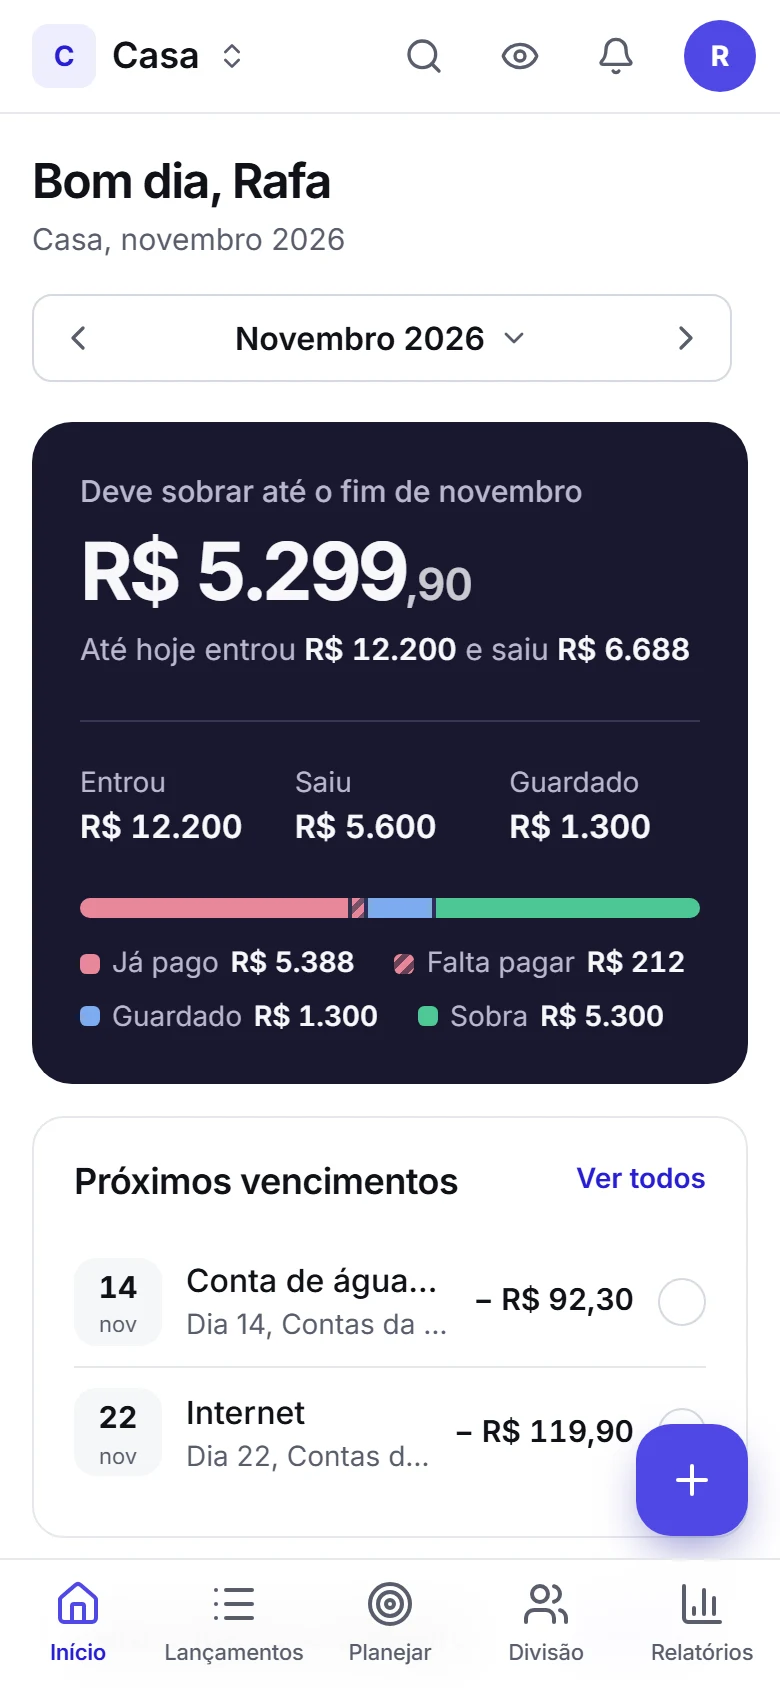 C Casa R
Bom dia, Rafa
Casa, novembro 2026
Novembro 2026
Deve sobrar até o fim de novembro
R$ 5.299,90
Até hoje entrou R$ 12.200 e saiu R$ 6.688
Entrou Saiu Guardado
R$ 12.200 R$ 5.600 R$ 1.300
Já pago R$ 5.388 Falta pagar R$ 212
Guardado R$ 1.300 Sobra R$ 5.300
Próximos vencimentos Ver todos
14 Conta de água... – R$ 92,30
nov Dia 14, Contas da ...
22 Internet – R$ 119,90
nov Dia 22, Contas d...
Início Lançamentos Planejar Divisão Relatórios